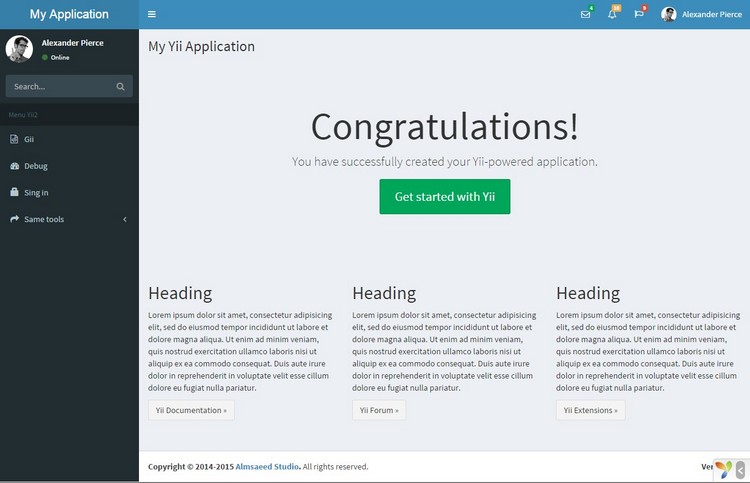 My Application
4
10
9
Alexander Pierce
Alexander Pierce
Online
Search...
Menu Yii2
Gii
Debug
Sing in
Same tools
My Yii Application
Congratulations!
You have successfully created your Yii-powered application.
Get started with Yii
Heading
Lorem ipsum dolor sit amet, consectetur adipisicing
elit, sed do eiusmod tempor incididunt ut labore et
dolore magna aliqua. Ut enim ad minim veniam,
quis nostrud exercitation ullamco laboris nisi ut
aliquip ex ea commodo consequat. Duis aute irure
dolor in reprehenderit in voluptate velit esse cillum
dolore eu fugiat nulla pariatur.
Yii Documentation »
Heading
Lorem ipsum dolor sit amet, consectetur adipisicing
elit, sed do eiusmod tempor incididunt ut labore et
dolore magna aliqua. Ut enim ad minim veniam,
quis nostrud exercitation ullamco laboris nisi ut
aliquip ex ea commodo consequat. Duis aute irure
dolor in reprehenderit in voluptate velit esse cillum
dolore eu fugiat nulla pariatur.
Yii Forum »
Heading
Lorem ipsum dolor sit amet, consectetur adipisicing
elit, sed do eiusmod tempor incididunt ut labore et
dolore magna aliqua. Ut enim ad minim veniam,
quis nostrud exercitation ullamco laboris nisi ut
aliquip ex ea commodo consequat. Duis aute irure
dolor in reprehenderit in voluptate velit esse cillum
dolore eu fugiat nulla pariatur.
Yii Extensions »
Copyright © 2014-2015 Almsaeed Studio. All rights reserved.
Ver